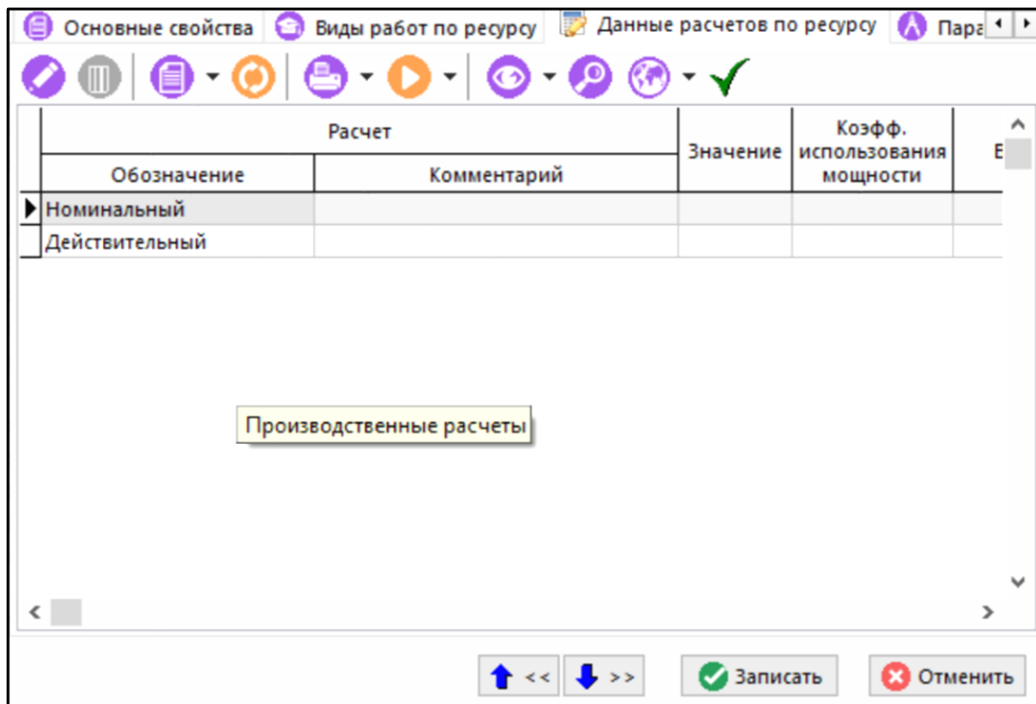 Основные свойства Виды работ по ресурсу Данные расчетов по ресурсу Пара
Расчет Значение Коэфф. использования мощности Е
Обозначение Комментарий
Номинальный
Действительный
Производственные расчеты
<< >> Записать Отменить